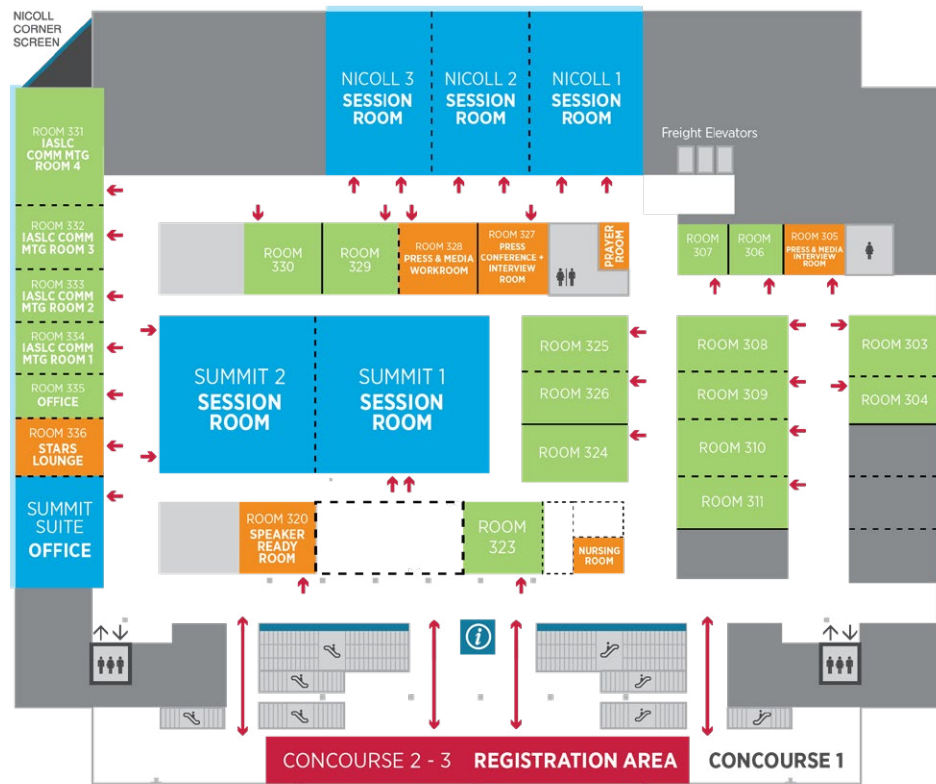 NICOLL
CORNER
SCREEN
NICOLL 3
SESSION
ROOM
NICOLL 2
SESSION
ROOM
NICOLL 1
SESSION
ROOM
Freight Elevators
ROOM 331
IASLC
COMM MTG
ROOM 4
ROOM 332
IASLC COMM
MTG ROOM 3
ROOM 333
IASLC COMM
MTG ROOM 2
ROOM 334
IASLC COMM
MTG ROOM 1
ROOM 335
OFFICE
ROOM 336
STARS
LOUNGE
SUMMIT
SUITE
OFFICE
ROOM
330
ROOM
329
ROOM 328
PRESS & MEDIA
WORKROOM
ROOM 327
PRESS
CONFERENCE +
INTERVIEW
ROOM
PRAYER
ROOM
ROOM
307
ROOM
306
ROOM 305
PRESS & MEDIA
INTERVIEW
ROOM
SUMMIT 2
SESSION
ROOM
SUMMIT 1
SESSION
ROOM
ROOM 325
ROOM 326
ROOM 324
ROOM 308
ROOM 309
ROOM 310
ROOM 311
ROOM 303
ROOM 304
ROOM 320
SPEAKER
READY
ROOM
ROOM
323
NURSING
ROOM
i
CONCOURSE 2 - 3 REGISTRATION AREA CONCOURSE 1